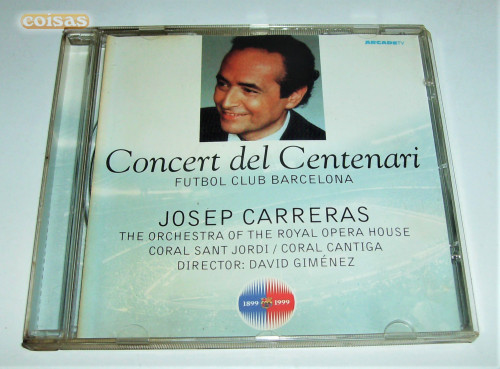 coisas
ARCADE
Concert del Centenari
FUTBOL CLUB BARCELONA
JOSEP CARRERAS
THE ORCHESTRA OF THE ROYAL OPERA HOUSE
CORAL SANT JORDI / CORAL CANTIGA
DIRECTOR: DAVID GIMÉNEZ
1899 1999